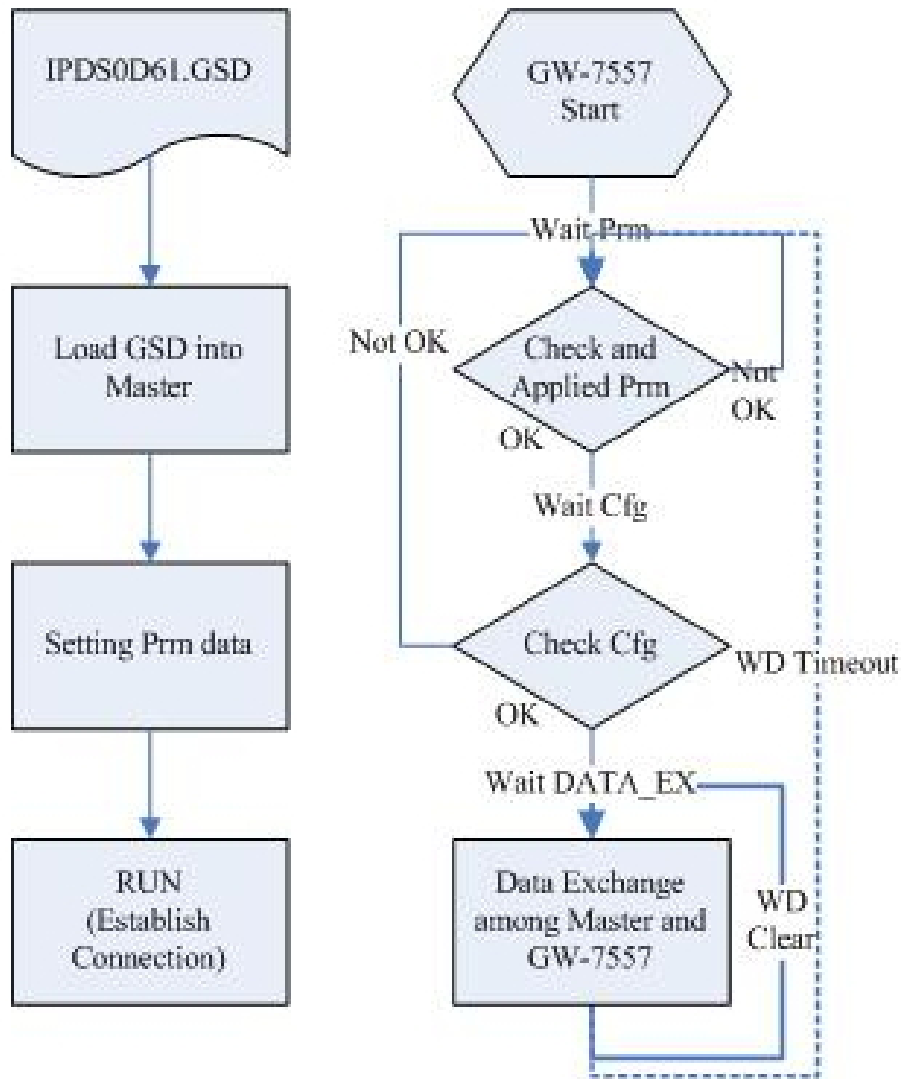 IPDS0D61.GSD
Load GSD into
Master
Setting Prm data
RUN
(Establish
Connection)
GW-7557
Start
Wait Prm
Not OK
Check and
Applied Prm
Not
OK
OK
Wait Cfg
Check Cfg
WD Timeout
OK
Wait DATA_EX
Data Exchange
among Master and
GW-7557
WD
Clear